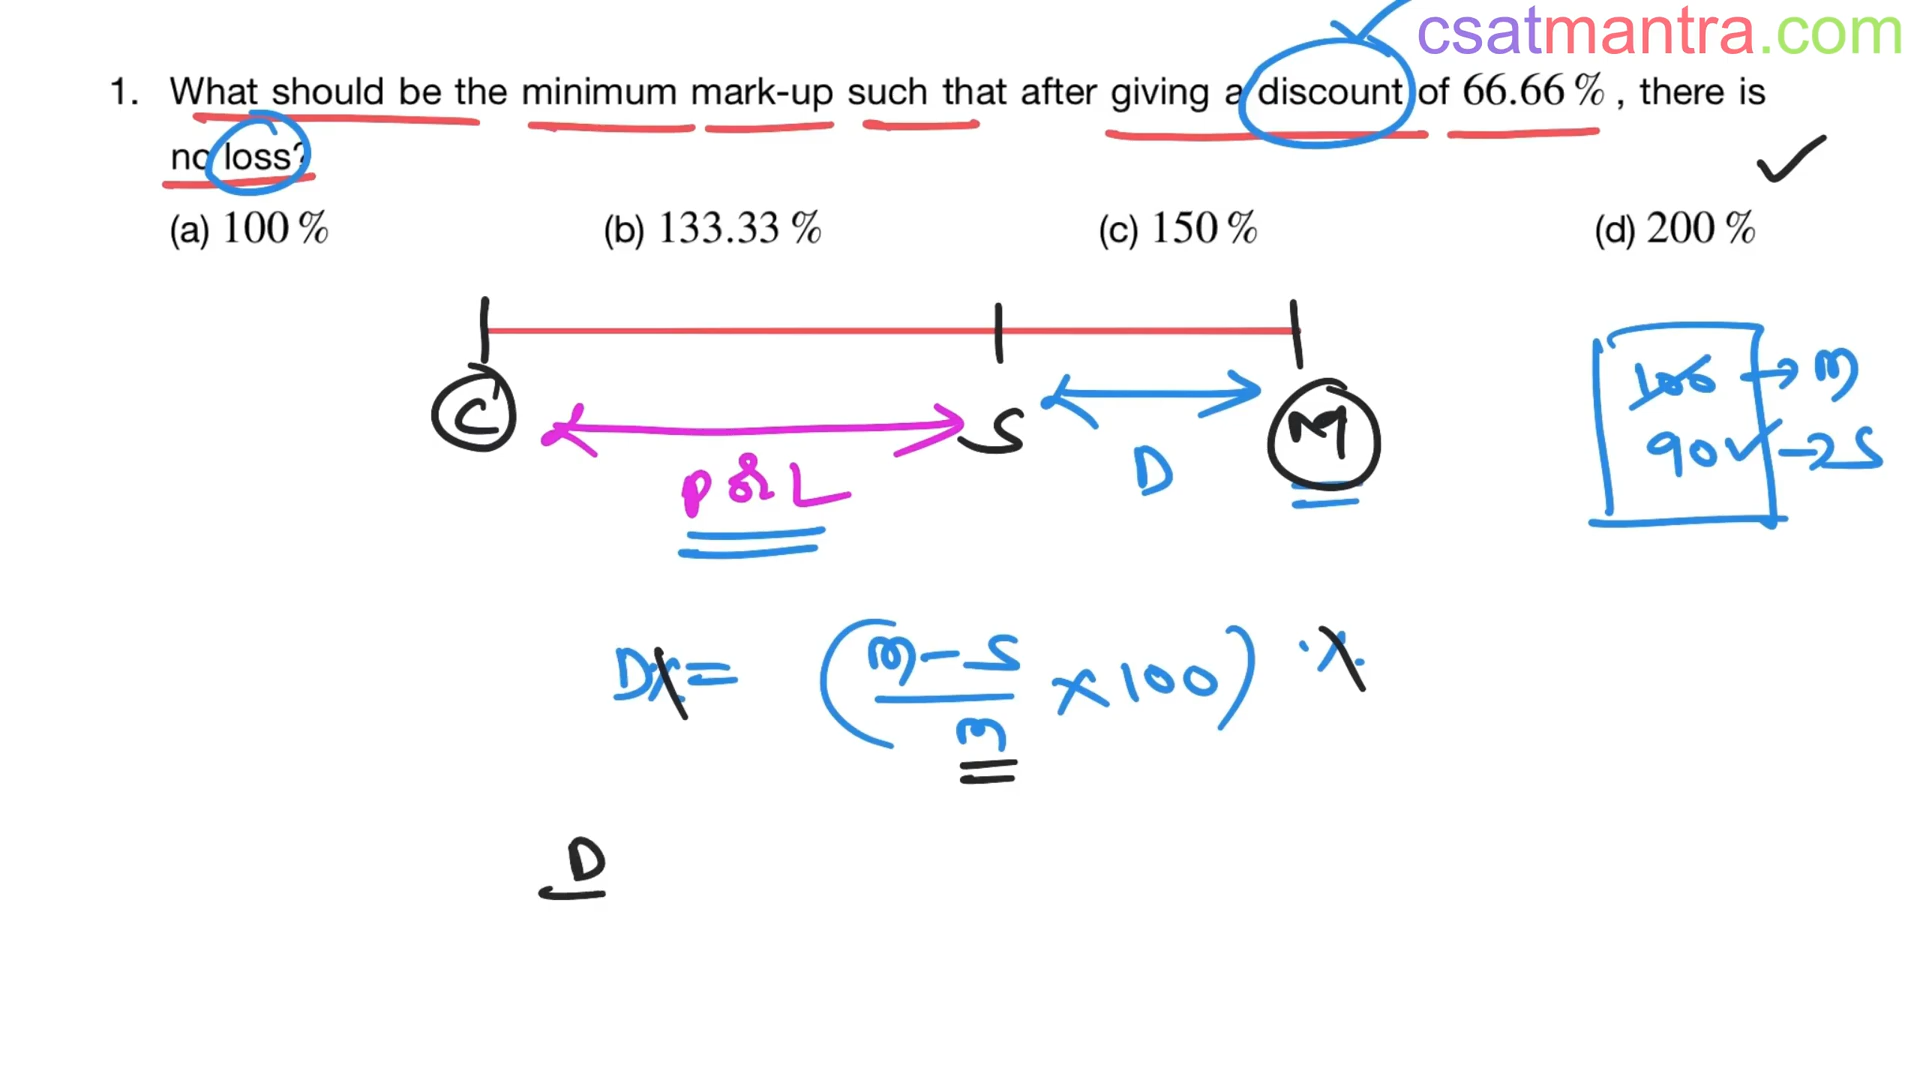 csatmantra.com
1. What should be the minimum mark-up such that after giving a discount of 66.66 % , there is
no loss?
(a) 100 % (b) 133.33 % (c) 150 % (d) 200 %
100 → M
90 → S
C S M
P & L D
D% = (M - S / M × 100) %
D